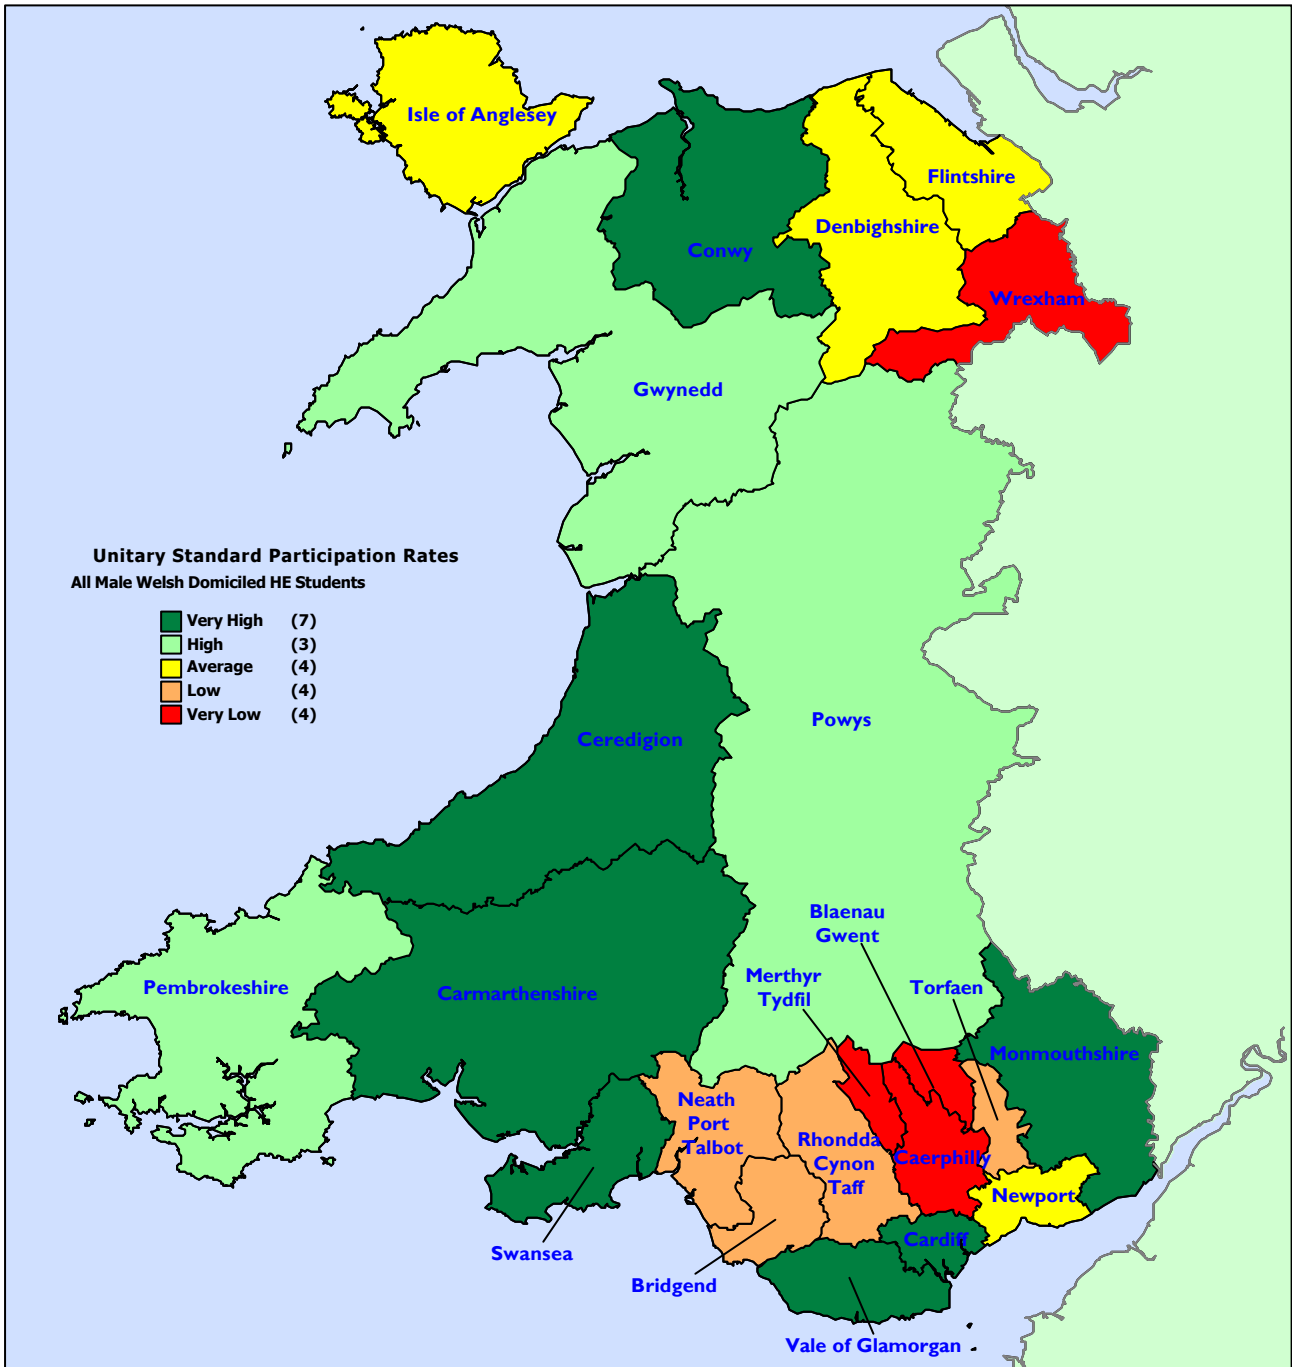 Isle of Anglesey
Flintshire
Denbighshire
Conwy
Wrexham
Gwynedd
Unitary Standard Participation Rates
All Male Welsh Domiciled HE Students
Very High (7)
High (3)
Average (4)
Low (4)
Very Low (4)
Powys
Ceredigion
Blaenau
Gwent
Merthyr
Tydfil
Torfaen
Pembrokeshire
Carmarthenshire
Monmouthshire
Neath
Port
Talbot
Rhondda
Cynon
Taff
Caerphilly
Newport
Cardiff
Swansea
Bridgend
Vale of Glamorgan